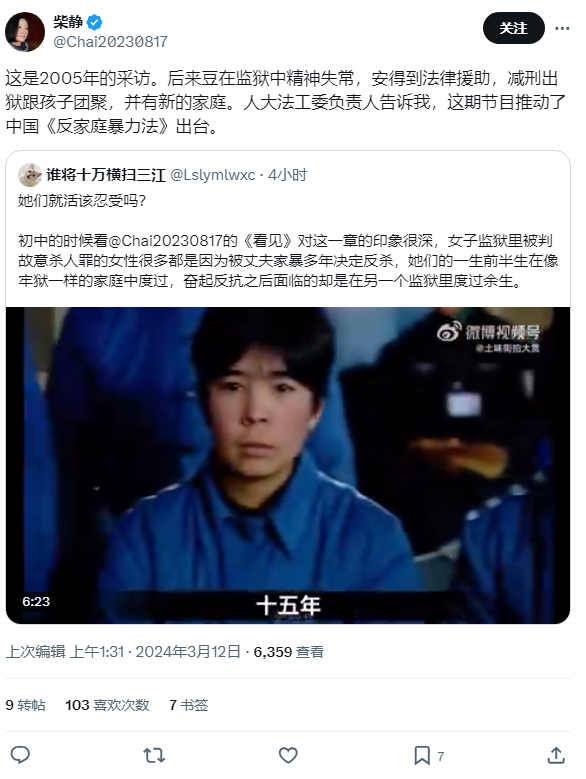 柴静
@Chai20230817
关注
这是2005年的采访。后来豆在监狱中精神失常，安得到法律援助，减刑出
狱跟孩子团聚，并有新的家庭。人大法工委负责人告诉我，这期节目推动了
中国《反家庭暴力法》出台。
谁将十万横扫三江 @Lslymlwxc · 4小时
她们就活该忍受吗？
初中的时候看@Chai20230817的《看见》对这一章的印象很深，女子监狱里被判
故意杀人罪的女性很多都是因为被丈夫家暴多年决定反杀，她们的一生前半生在像
牢狱一样的家庭中度过，奋起反抗之后面临的却是在另一个监狱里度过余生。
微博视频号
@土味街拍大赏
6:23
十五年
上次编辑 上午1:31 · 2024年3月12日 · 6,359 查看
9 转帖 103 喜欢次数 7 书签
7